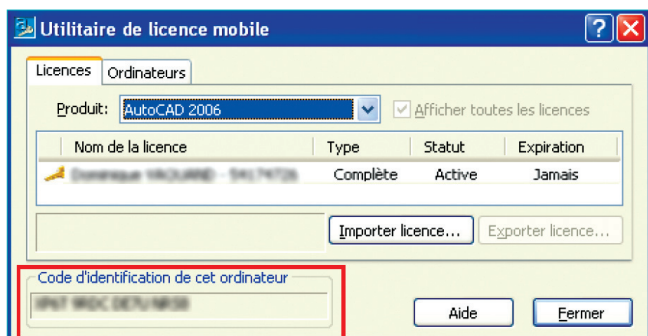 Utilitaire de licence mobile
Licences Ordinateurs
Produit: AutoCAD 2006 Afficher toutes les licences
Nom de la licence Type Statut Expiration
Complète Active Jamais
Importer licence... Exporter licence...
Code d'identification de cet ordinateur
Aide Fermer